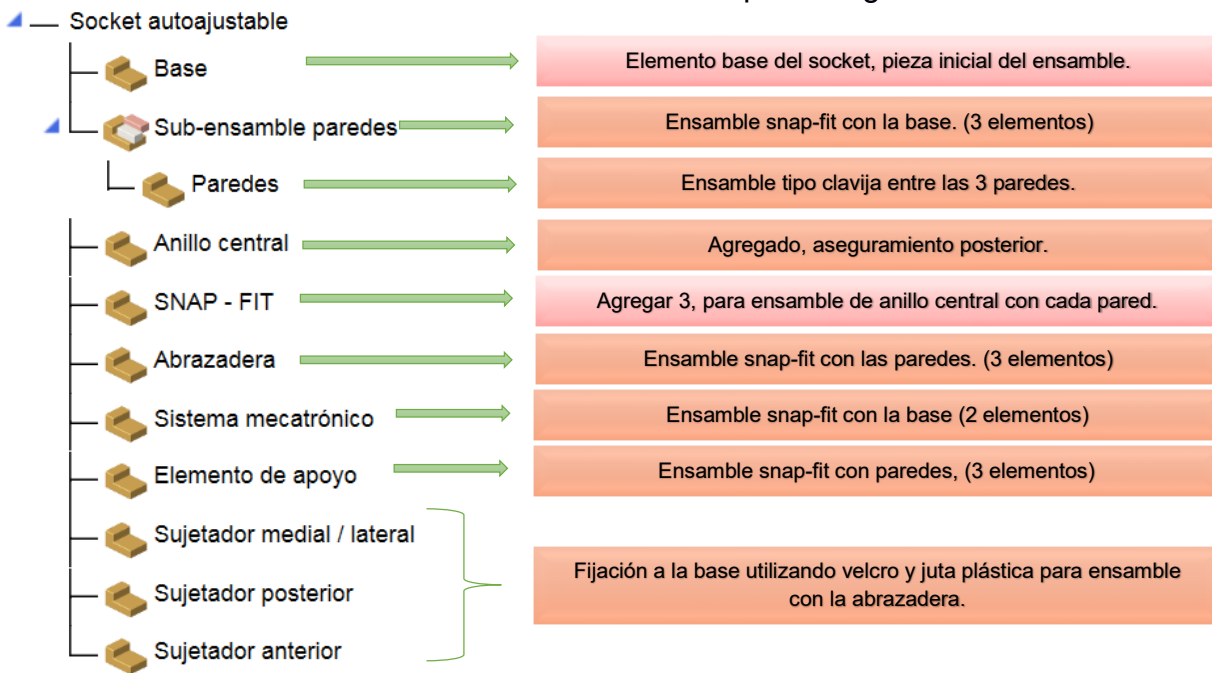 Socket autoajustable
Base
Elemento base del socket, pieza inicial del ensamble.
Sub-ensamble paredes
Ensamble snap-fit con la base. (3 elementos)
Paredes
Ensamble tipo clavija entre las 3 paredes.
Anillo central
Agregado, aseguramiento posterior.
SNAP - FIT
Agregar 3, para ensamble de anillo central con cada pared.
Abrazadera
Ensamble snap-fit con las paredes. (3 elementos)
Sistema mecatrónico
Ensamble snap-fit con la base (2 elementos)
Elemento de apoyo
Ensamble snap-fit con paredes, (3 elementos)
Sujetador medial / lateral
Sujetador posterior
Sujetador anterior
Fijación a la base utilizando velcro y juta plástica para ensamble
con la abrazadera.